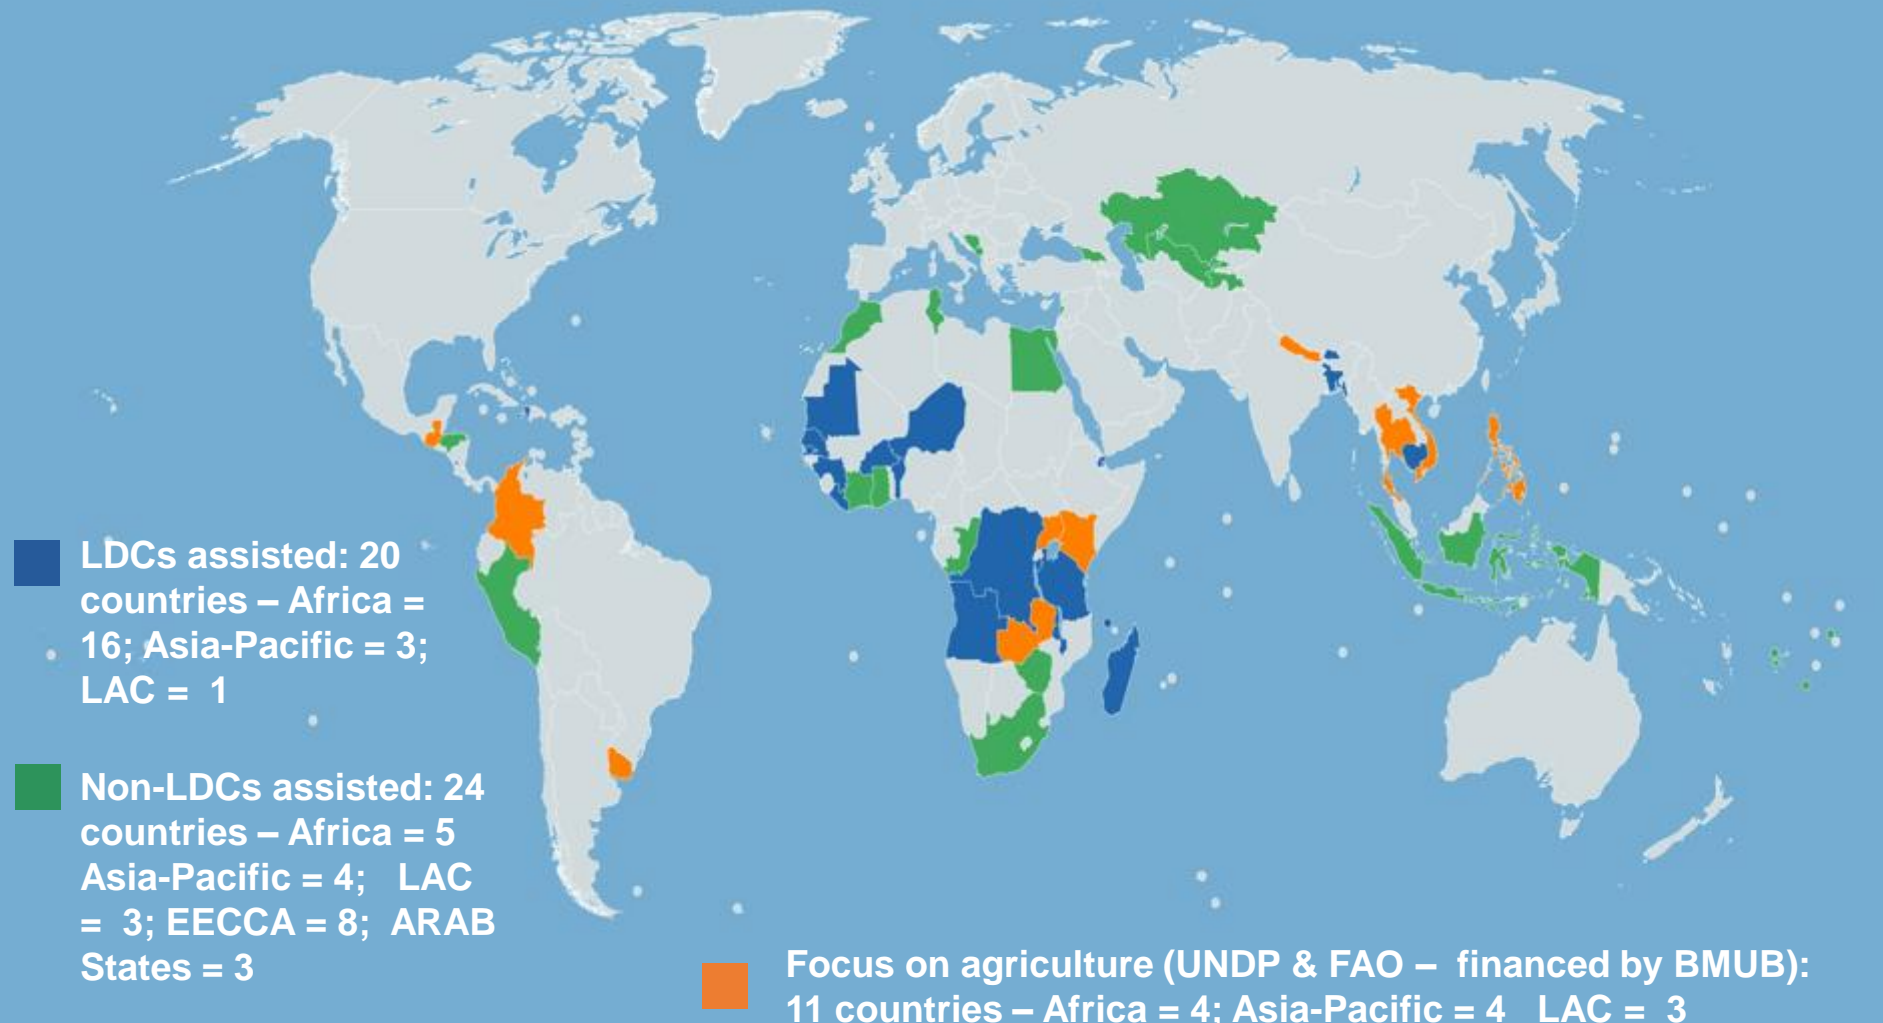 LDCs assisted: 20
countries – Africa =
16; Asia-Pacific = 3;
LAC = 1
Non-LDCs assisted: 24
countries – Africa = 5
Asia-Pacific = 4; LAC
= 3; EECCA = 8; ARAB
States = 3
Focus on agriculture (UNDP & FAO – financed by BMUB):
11 countries – Africa = 4; Asia-Pacific = 4 LAC = 3